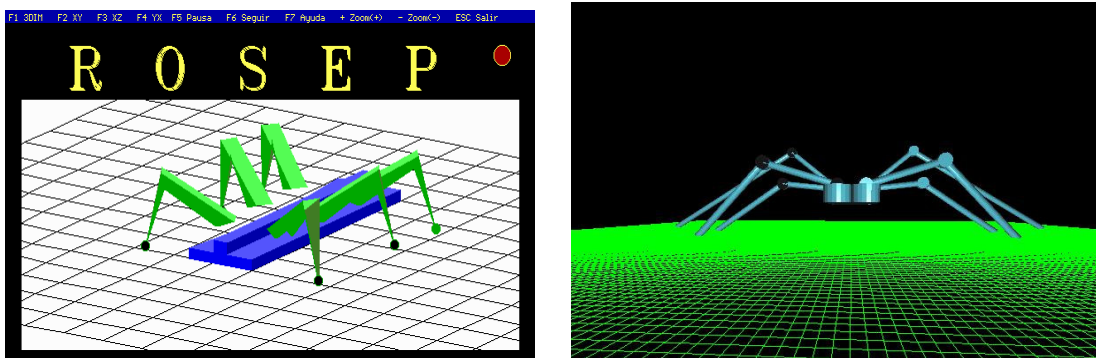 F1 3DIM F2 XY F3 XZ F4 YX F5 Pausa F6 Seguir F7 Ayuda + Zoom(+) - Zoom(-) ESC Salir
R O S E P